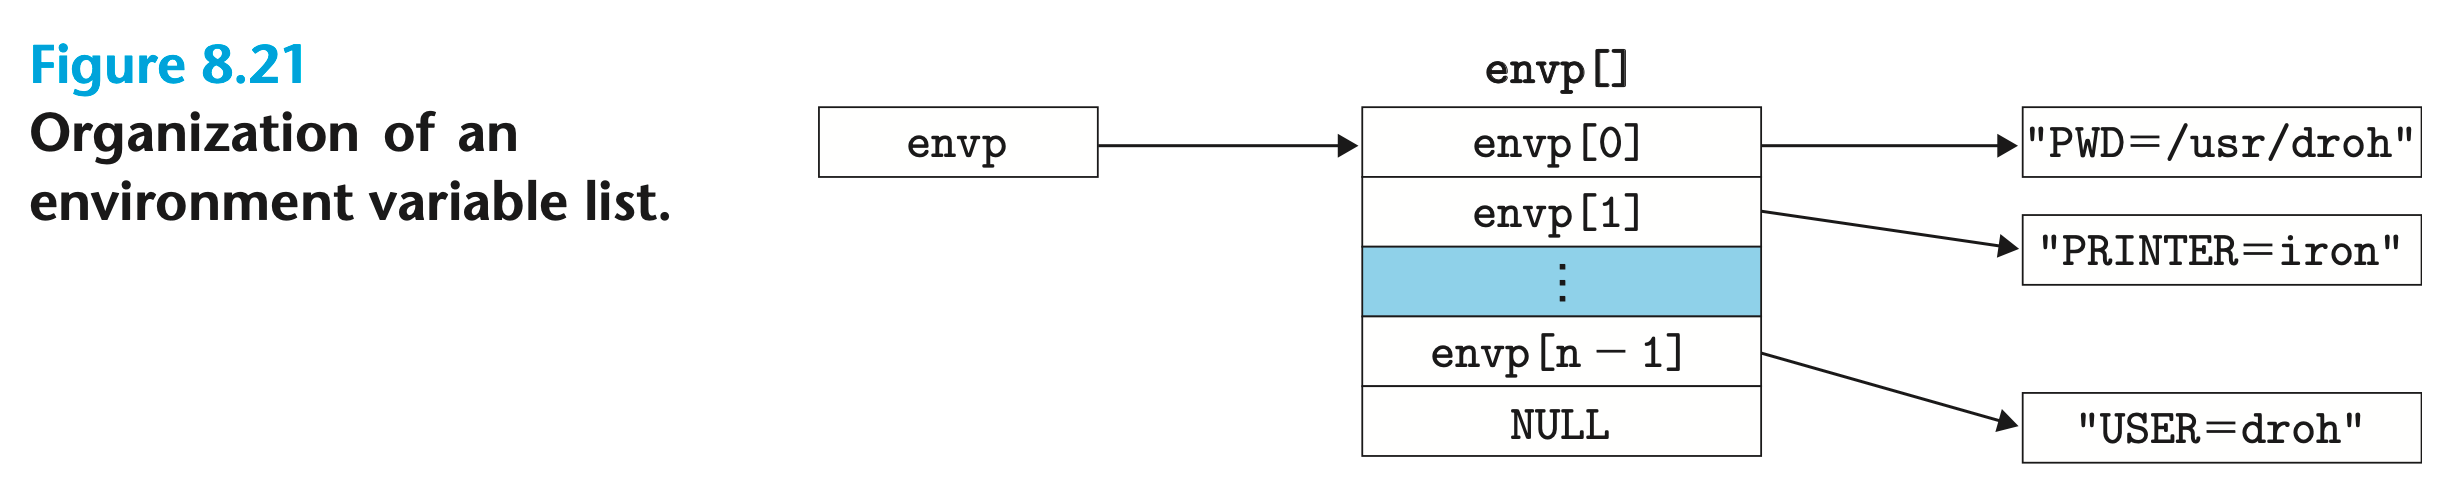 Figure 8.21
Organization of an
environment variable list.
envp[]
envp
envp[0]
"PWD=/usr/droh"
envp[1]
"PRINTER=iron"
⋮
envp[n − 1]
NULL
"USER=droh"